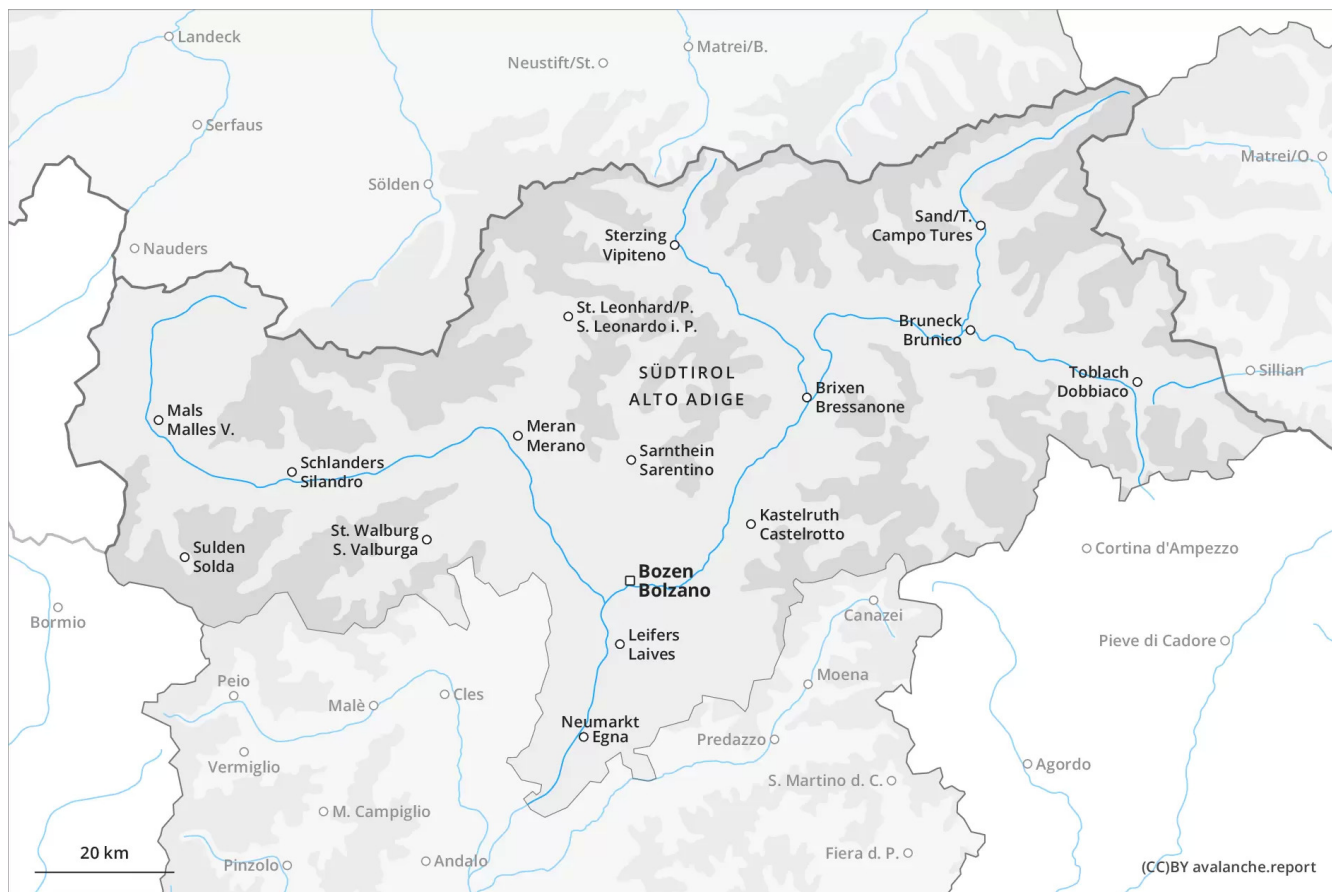 Landeck
Matrei/B.
Neustift/St.
Serfaus
Matrei/O.
Sölden
Sand/T.
Campo Tures
Sterzing
Vipiteno
Nauders
St. Leonhard/P.
S. Leonardo i. P.
Bruneck
Brunico
SÜDTIROL
ALTO ADIGE
Toblach
Dobbiaco
Sillian
Brixen
Bressanone
Mals
Malles V.
Meran
Merano
Sarnthein
Sarentino
Schlanders
Silandro
Kastelruth
Castelrotto
St. Walburg
S. Valburga
Sulden
Solda
Cortina d'Ampezzo
Bozen
Bolzano
Bormio
Canazei
Leifers
Laives
Pieve di Cadore
Peio
Moena
Malè
Cles
Neumarkt
Egna
Predazzo
Vermiglio
Agordo
S. Martino d. C.
M. Campiglio
20 km
Pinzolo
Andalo
Fiera d. P.
(CC)BY avalanche.report